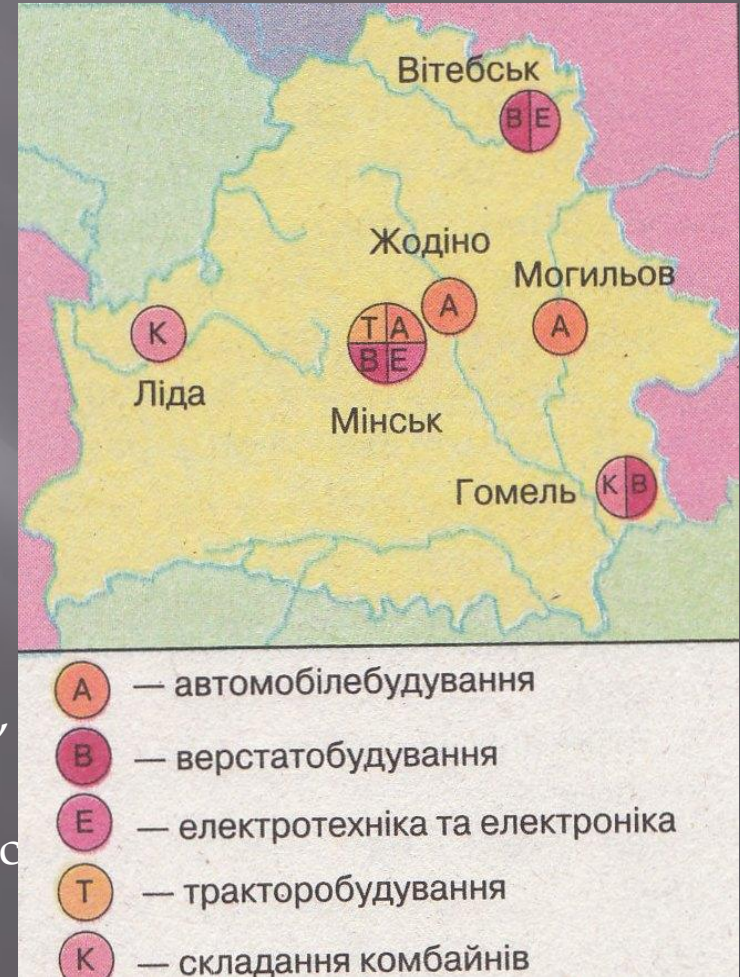 Вітебськ
В Е
Жодіно
Могильов
А
А
Т А
В Е
К
Ліда
Мінськ
Гомель
К В
А — автомобілебудування
,
В — верстатобудування
Е — електротехніка та електроніка
с
Т — тракторобудування
К — складання комбайнів